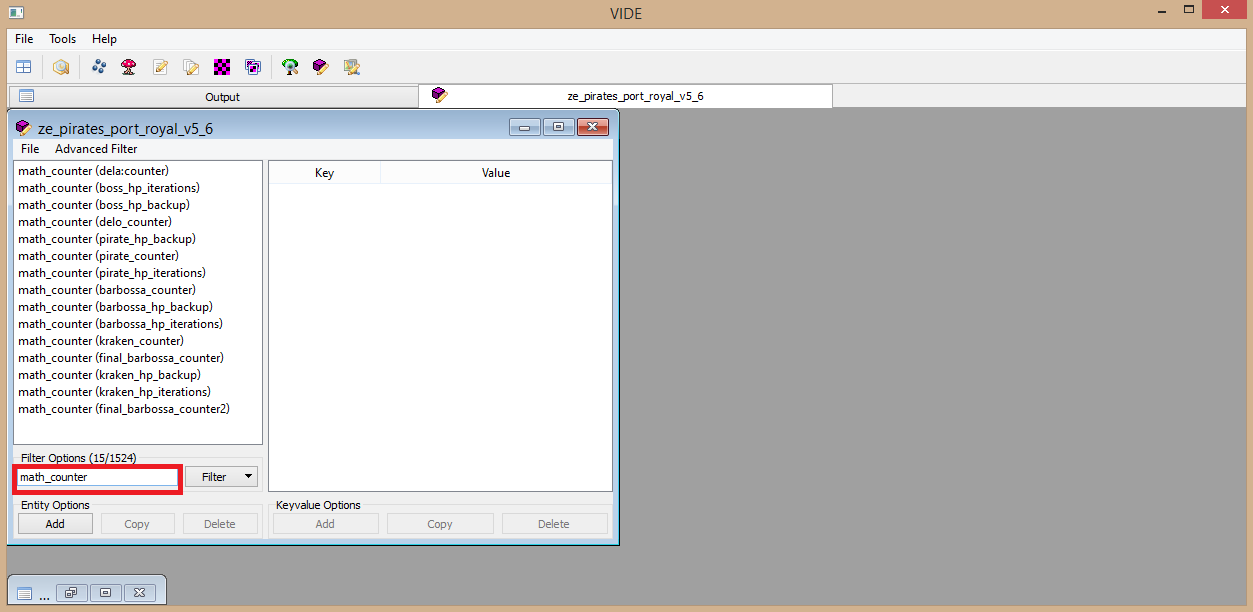 VIDE
File Tools Help
Output
ze_pirates_port_royal_v5_6
ze_pirates_port_royal_v5_6
File Advanced Filter
math_counter (dela:counter)
math_counter (boss_hp_iterations)
math_counter (boss_hp_backup)
math_counter (delo_counter)
math_counter (pirate_hp_backup)
math_counter (pirate_counter)
math_counter (pirate_hp_iterations)
math_counter (barbossa_counter)
math_counter (barbossa_hp_backup)
math_counter (barbossa_hp_iterations)
math_counter (kraken_counter)
math_counter (final_barbossa_counter)
math_counter (kraken_hp_backup)
math_counter (kraken_hp_iterations)
math_counter (final_barbossa_counter2)
Key Value
Filter Options (15/1524)
math_counter Filter
Entity Options
Add Copy Delete
Keyvalue Options
Add Copy Delete
...